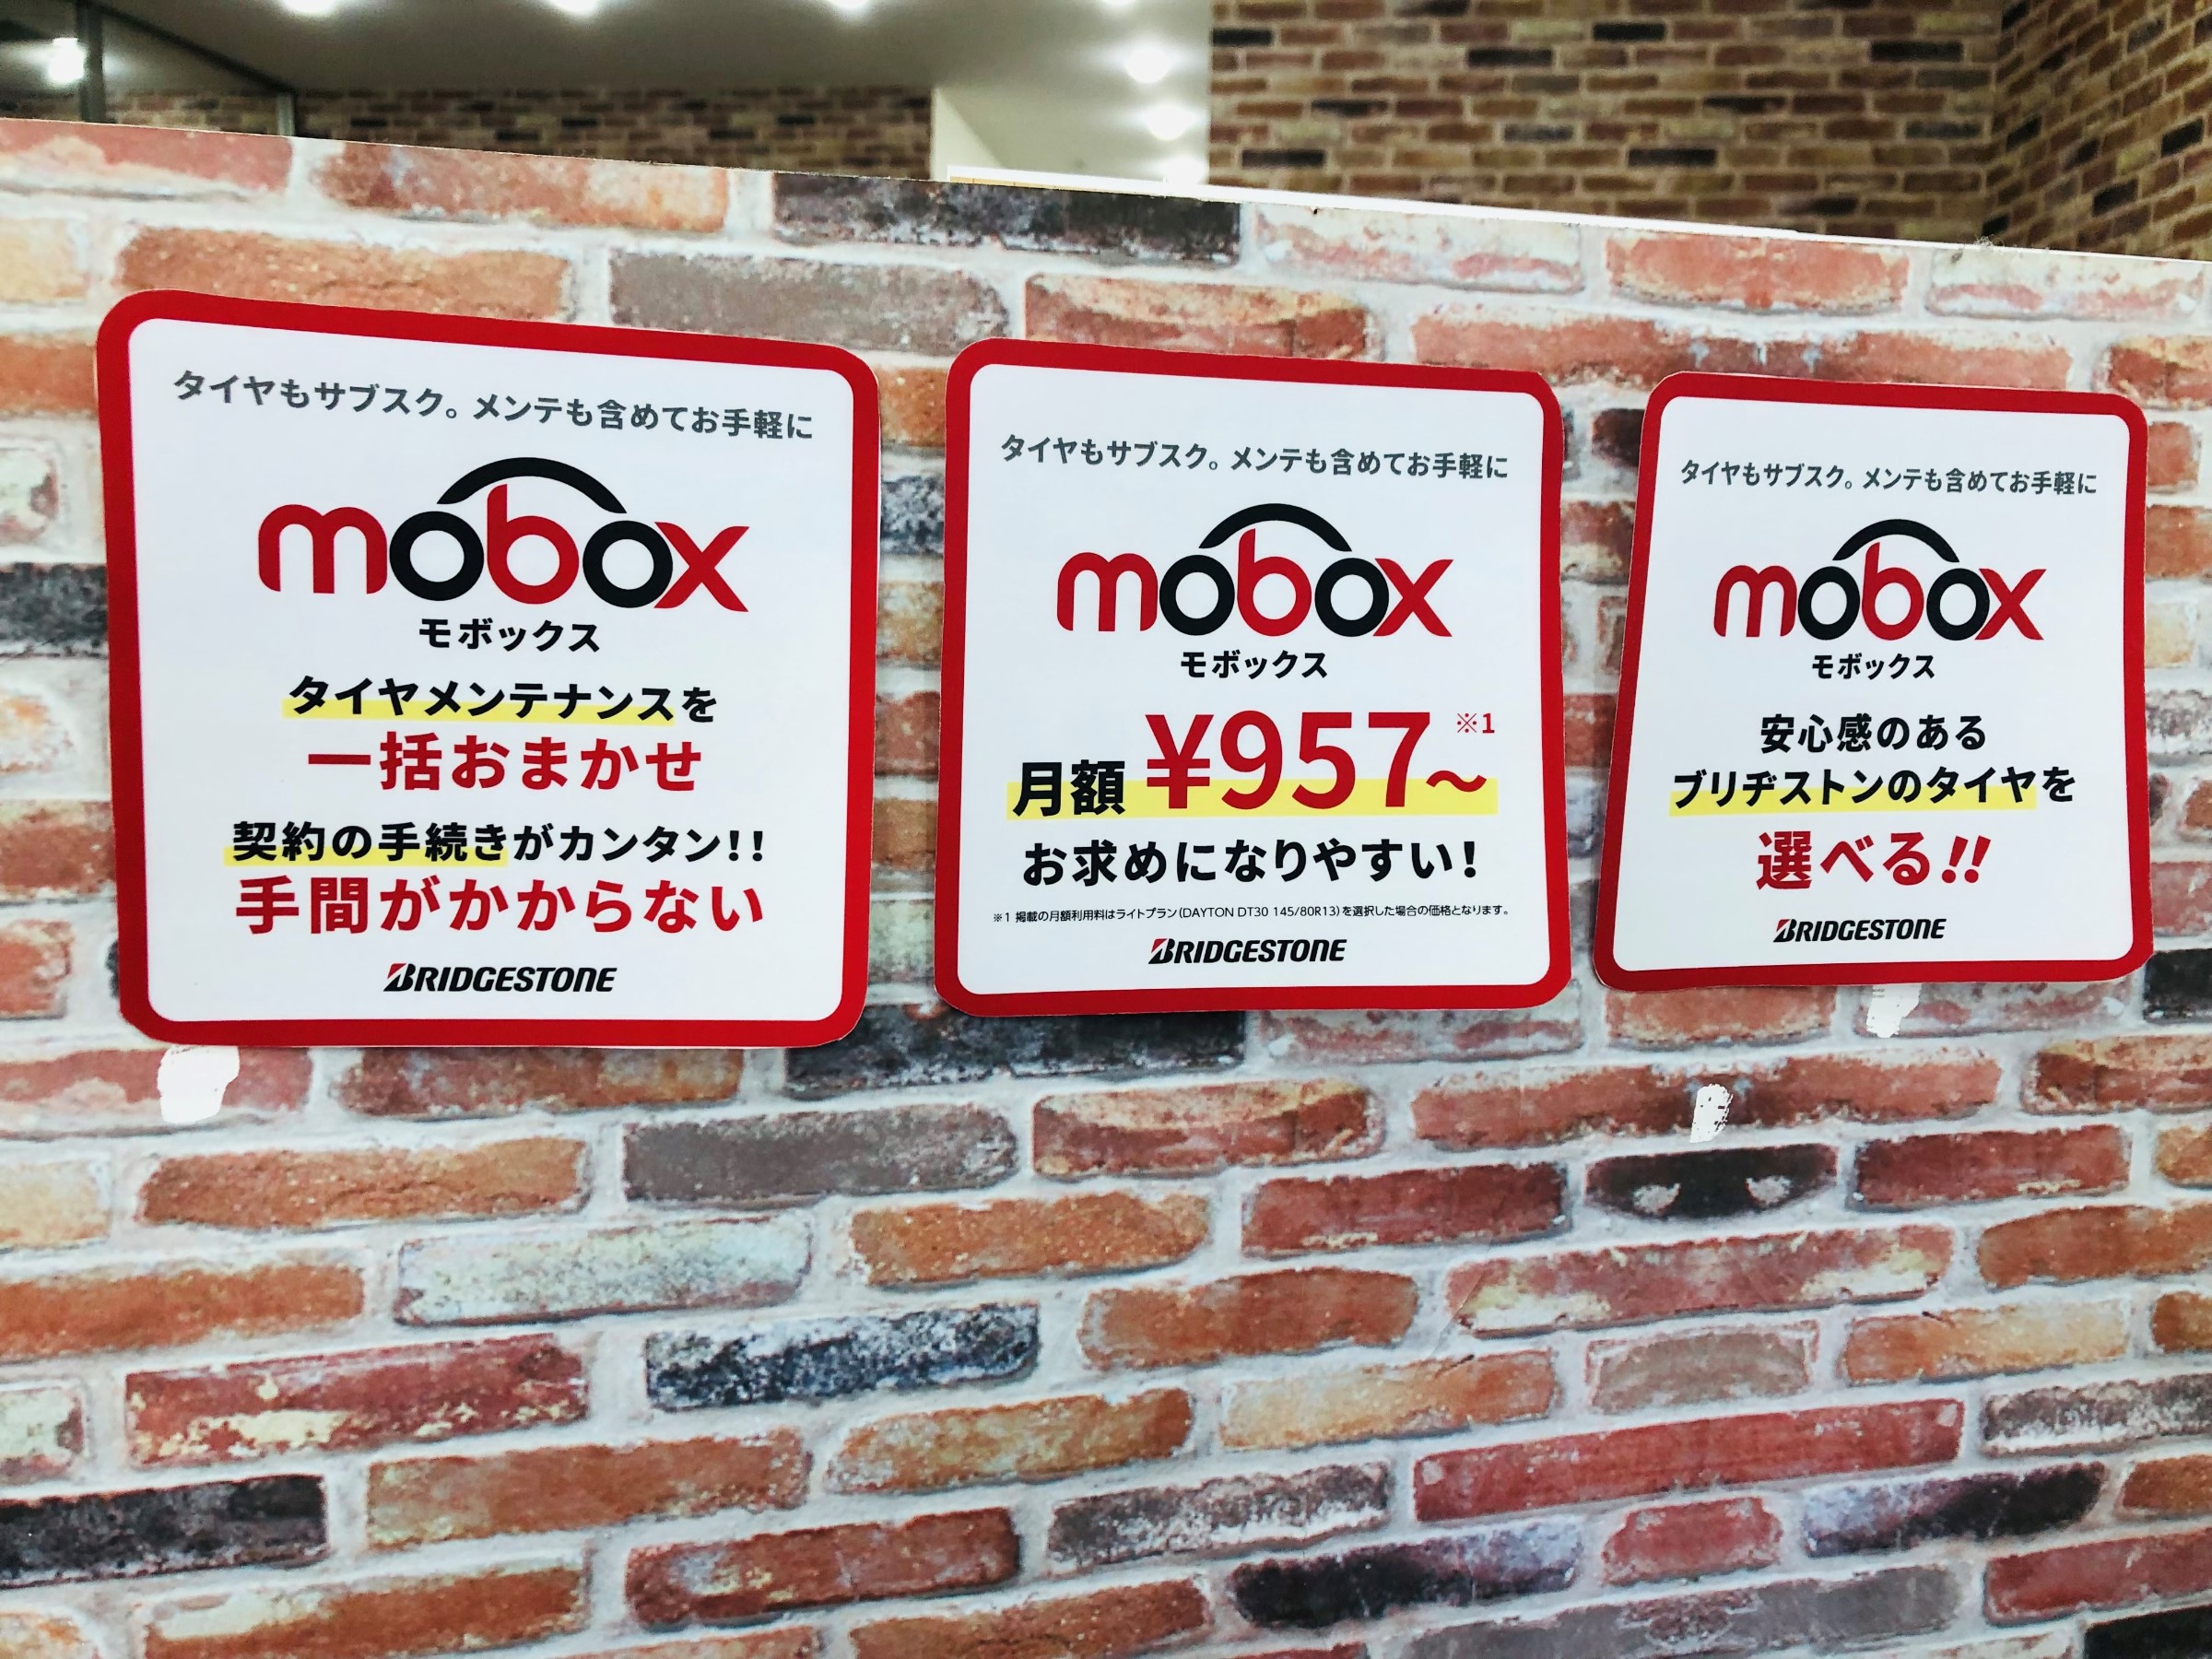 タイヤもサブスク。メンテも含めてお手軽に
mobox
モボックス
タイヤメンテナンスを
一括おまかせ
契約の手続きがカンタン!!
手間がかからない
BRIDGESTONE
タイヤもサブスク。メンテも含めてお手軽に
mobox
モボックス
月額 ¥957~ ※1
お求めになりやすい!
※1 掲載の月額利用料はライトプラン(DAYTON DT30 145/80R13)を選択した場合の価格となります。
BRIDGESTONE
タイヤもサブスク。メンテも含めてお手軽に
mobox
モボックス
安心感のある
ブリヂストンのタイヤを
選べる!!
BRIDGESTONE